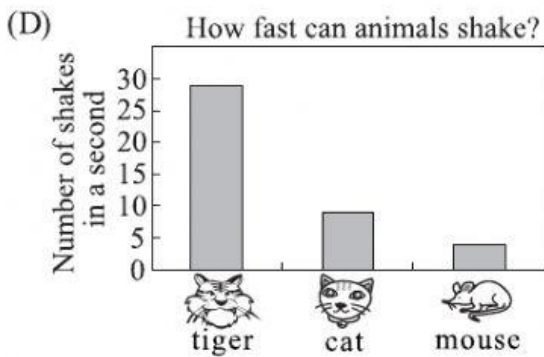 (D)
How fast can animals shake?
Number of shakes
in a second
30
25
20
15
10
5
0
tiger
cat
mouse